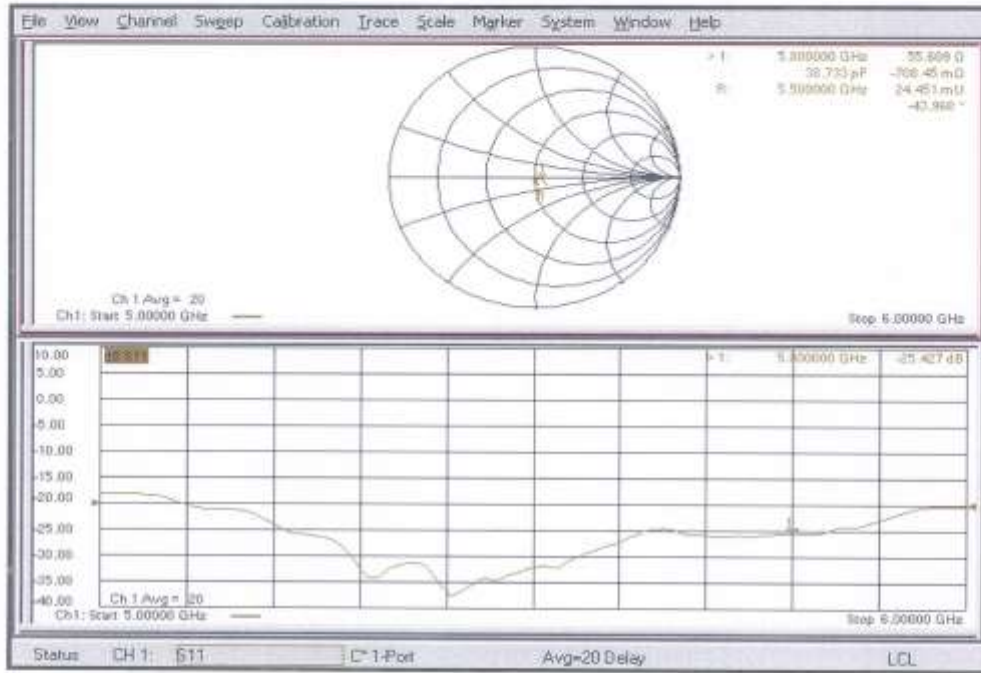 File View Channel Sweep Calibration Trace Scale Marker System Window Help
> 1: 5.800000 GHz 55.609 Ω
38.733 pF -708.45 mΩ
R: 5.500000 GHz 24.451 mU
Ch 1 Avg = 20
Ch1: Start 5.00000 GHz Stop 6.00000 GHz
10.00 dB S11 > 1: 5.800000 GHz -25.427 dB
5.00
0.00
-5.00
-10.00
-15.00
-20.00
-25.00
-30.00
-35.00
-40.00 Ch 1 Avg = 20
Ch1: Start 5.00000 GHz Stop 6.00000 GHz
Status CH 1: S11 C* 1-Port Avg=20 Delay LCL